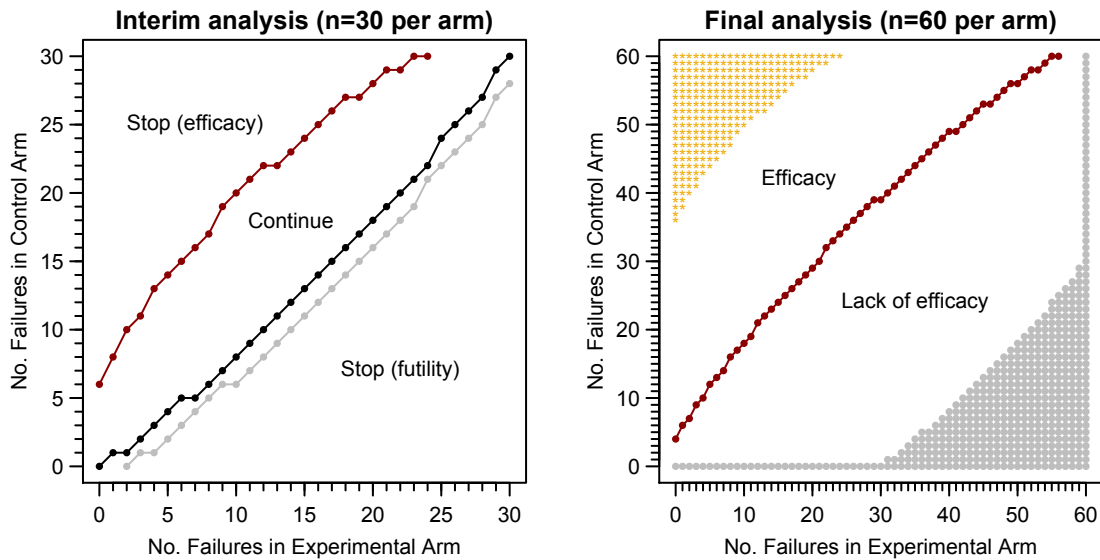 Interim analysis (n=30 per arm)
No. Failures in Control Arm
30
25
20
15
10
5
0
Stop (efficacy)
Continue
Stop (futility)
0 5 10 15 20 25 30
No. Failures in Experimental Arm
Final analysis (n=60 per arm)
No. Failures in Control Arm
60
50
40
30
20
10
0
Efficacy
Lack of efficacy
0 10 20 30 40 50 60
No. Failures in Experimental Arm